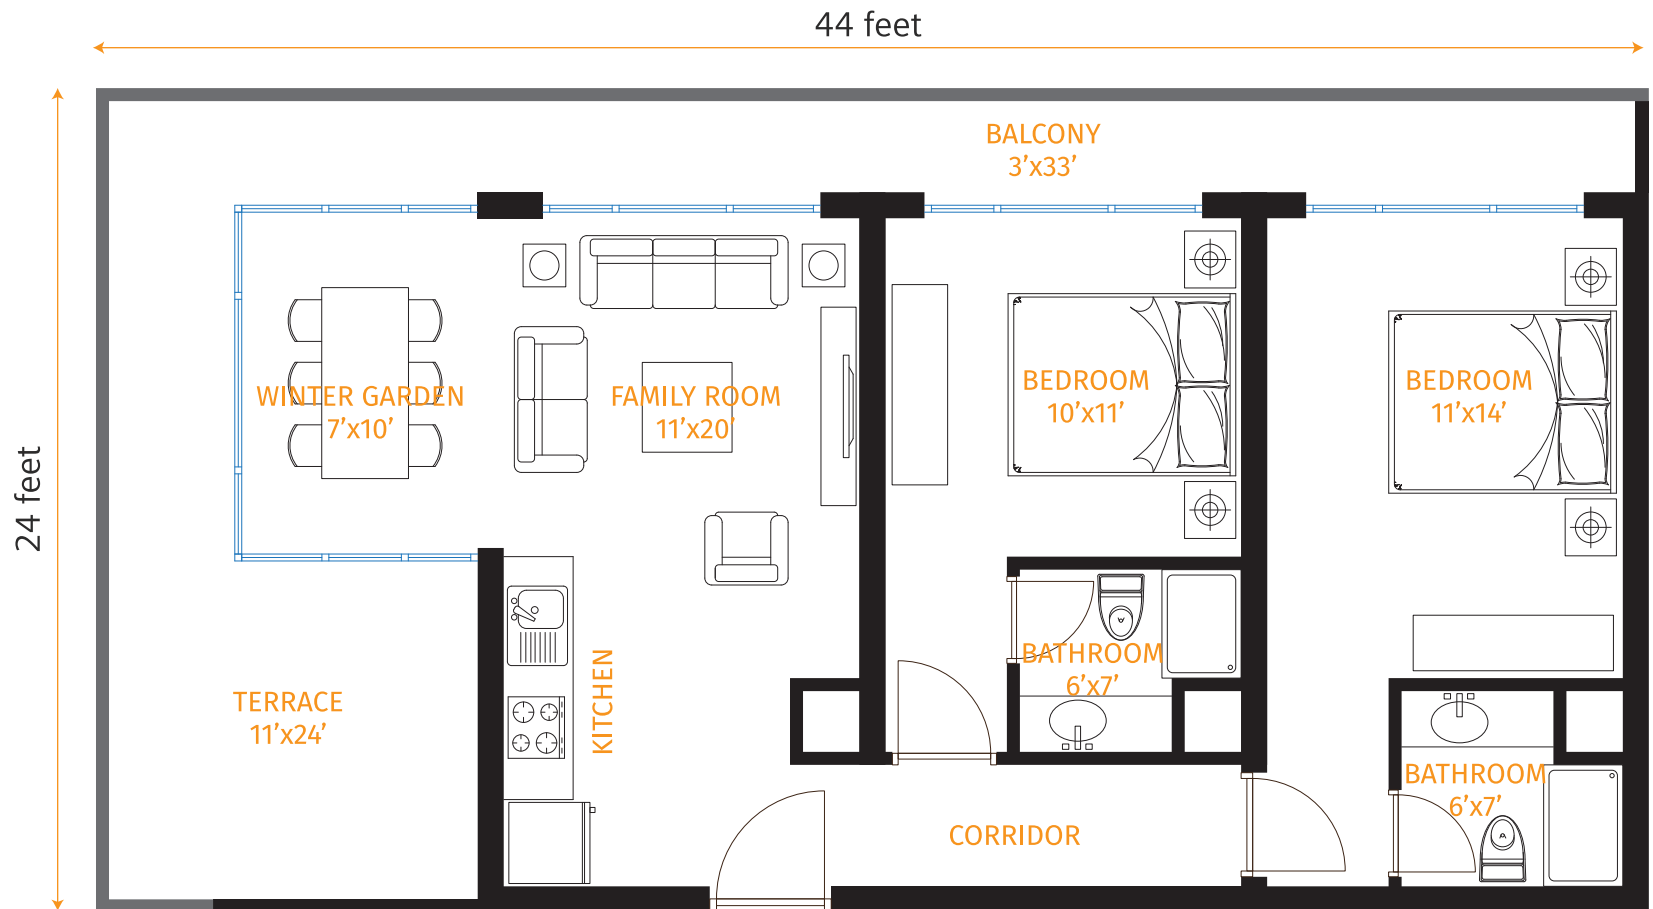 44 feet
24 feet
BALCONY
3’x33’
WINTER GARDEN
7’x10’
FAMILY ROOM
11’x20’
BEDROOM
10’x11’
BEDROOM
11’x14’
BATHROOM
6’x7’
KITCHEN
TERRACE
11’x24’
BATHROOM
6’x7’
CORRIDOR